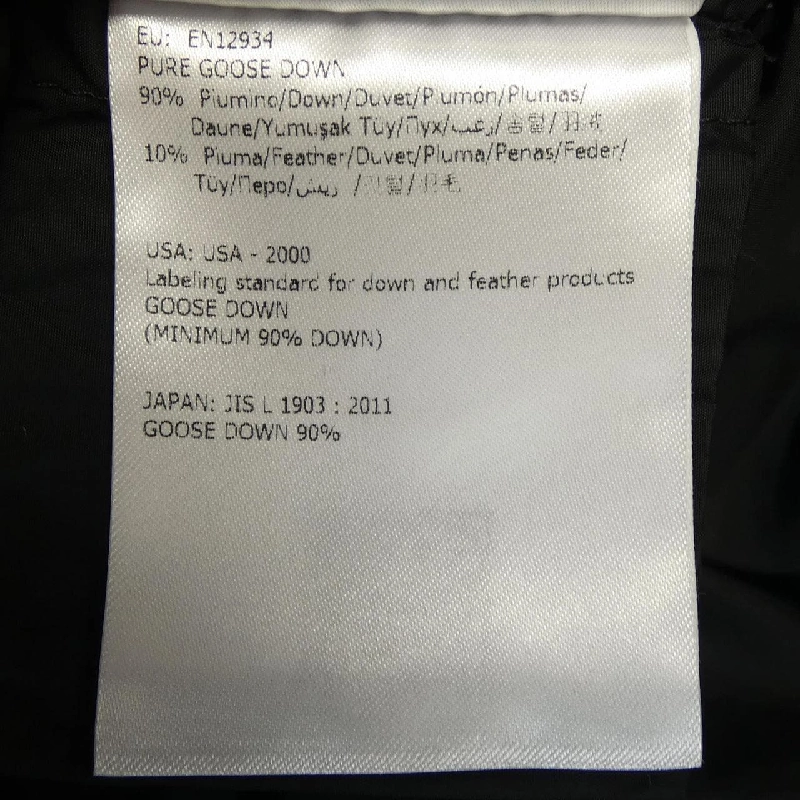 EU: EN12934
PURE GOOSE DOWN
90% Piumino/Down/Duvet/Plumón/Plumas/
Daune/Yumuşak Tüy/Пух/زغب/솜털/羽绒
10% Piuma/Feather/Duvet/Pluma/Penas/Feder/
Tüy/Перо/ريش /깃털/羽毛
USA: USA - 2000
Labeling standard for down and feather products
GOOSE DOWN
(MINIMUM 90% DOWN)
JAPAN: JIS L 1903 : 2011
GOOSE DOWN 90%